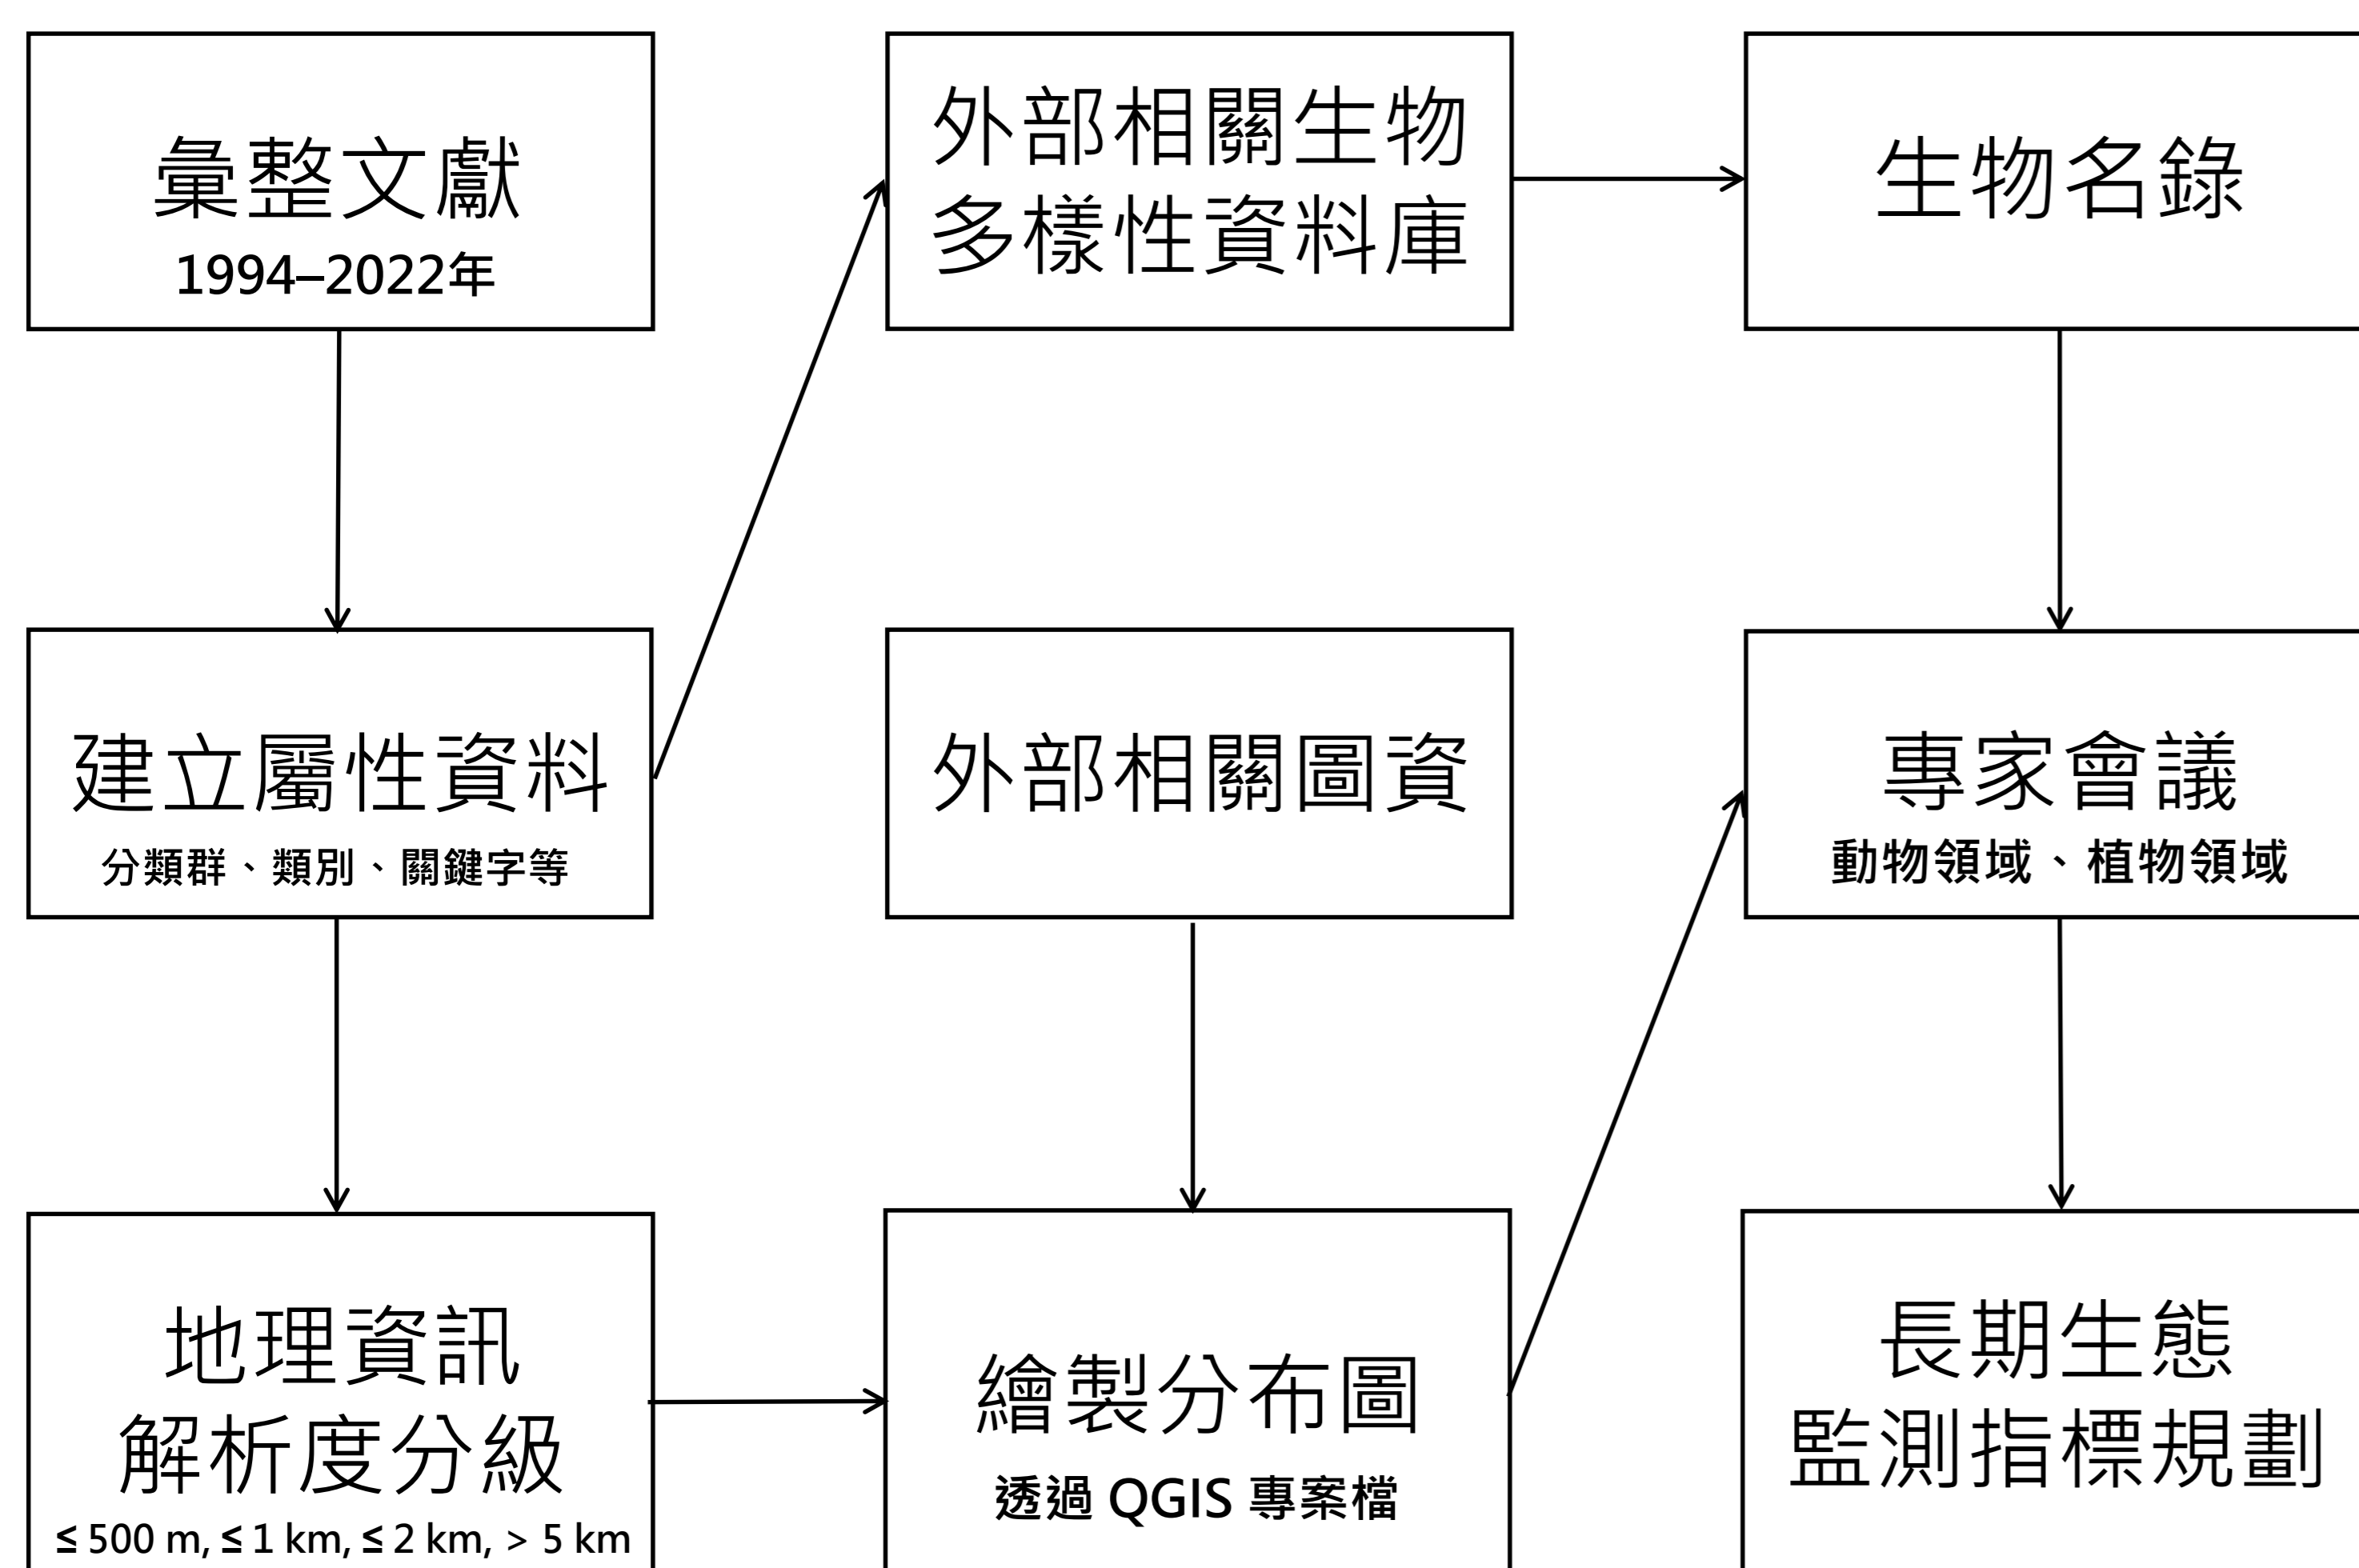 彙整文獻
1994–2022年
建立屬性資料
分類群、類別、關鍵字等
地理資訊
解析度分級
≤ 500 m, ≤ 1 km, ≤ 2 km, > 5 km
外部相關生物
多樣性資料庫
外部相關圖資
繪製分布圖
透過 QGIS 專案檔
生物名錄
專家會議
動物領域、植物領域
長期生態
監測指標規劃